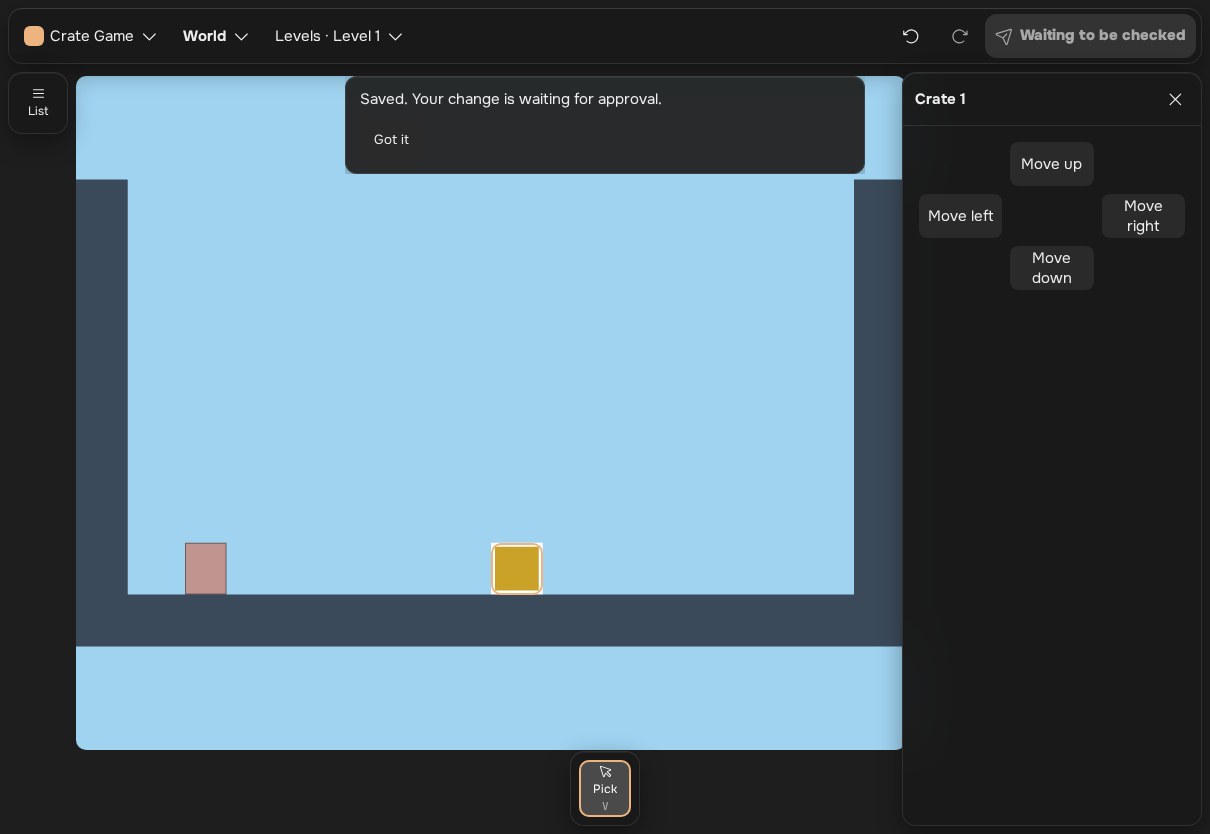 Crate Game
World
Levels · Level 1
Waiting to be checked
List
Saved. Your change is waiting for approval.
Got it
Crate 1
Move up
Move left
Move
right
Move
down
Pick
V